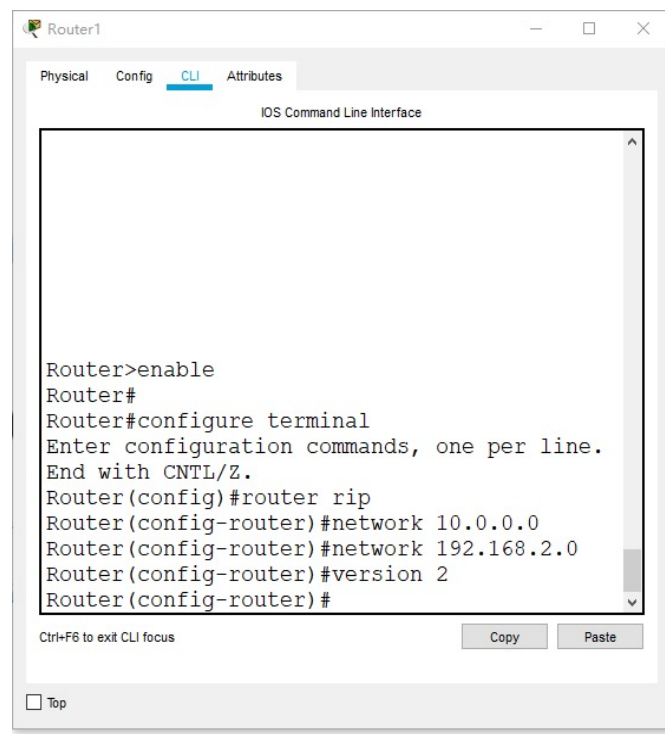 Router1
Physical Config CLI Attributes
IOS Command Line Interface
Router>enable
Router#
Router#configure terminal
Enter configuration commands, one per line.
End with CNTL/Z.
Router(config)#router rip
Router(config-router)#network 10.0.0.0
Router(config-router)#network 192.168.2.0
Router(config-router)#version 2
Router(config-router)#
Ctrl+F6 to exit CLI focus Copy Paste
Top